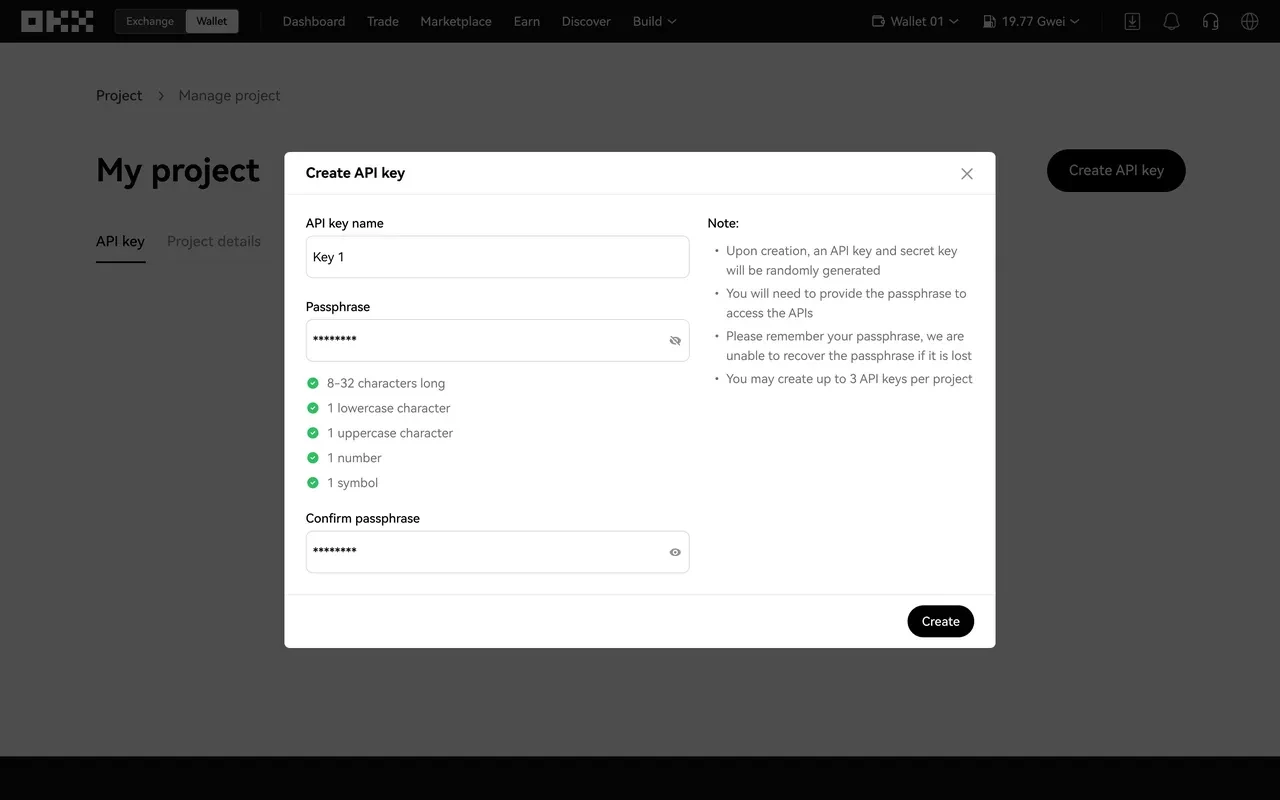 OKX
Exchange Wallet Dashboard Trade Marketplace Earn Discover Build Wallet 01 19.77 Gwei
Project > Manage project
My project
Create API key
API key Project details
Create API key
API key name
Key 1
Passphrase
********
8-32 characters long
1 lowercase character
1 uppercase character
1 number
1 symbol
Confirm passphrase
********
Note:
• Upon creation, an API key and secret key
will be randomly generated
• You will need to provide the passphrase to
access the APIs
• Please remember your passphrase, we are
unable to recover the passphrase if it is lost
• You may create up to 3 API keys per project
Create